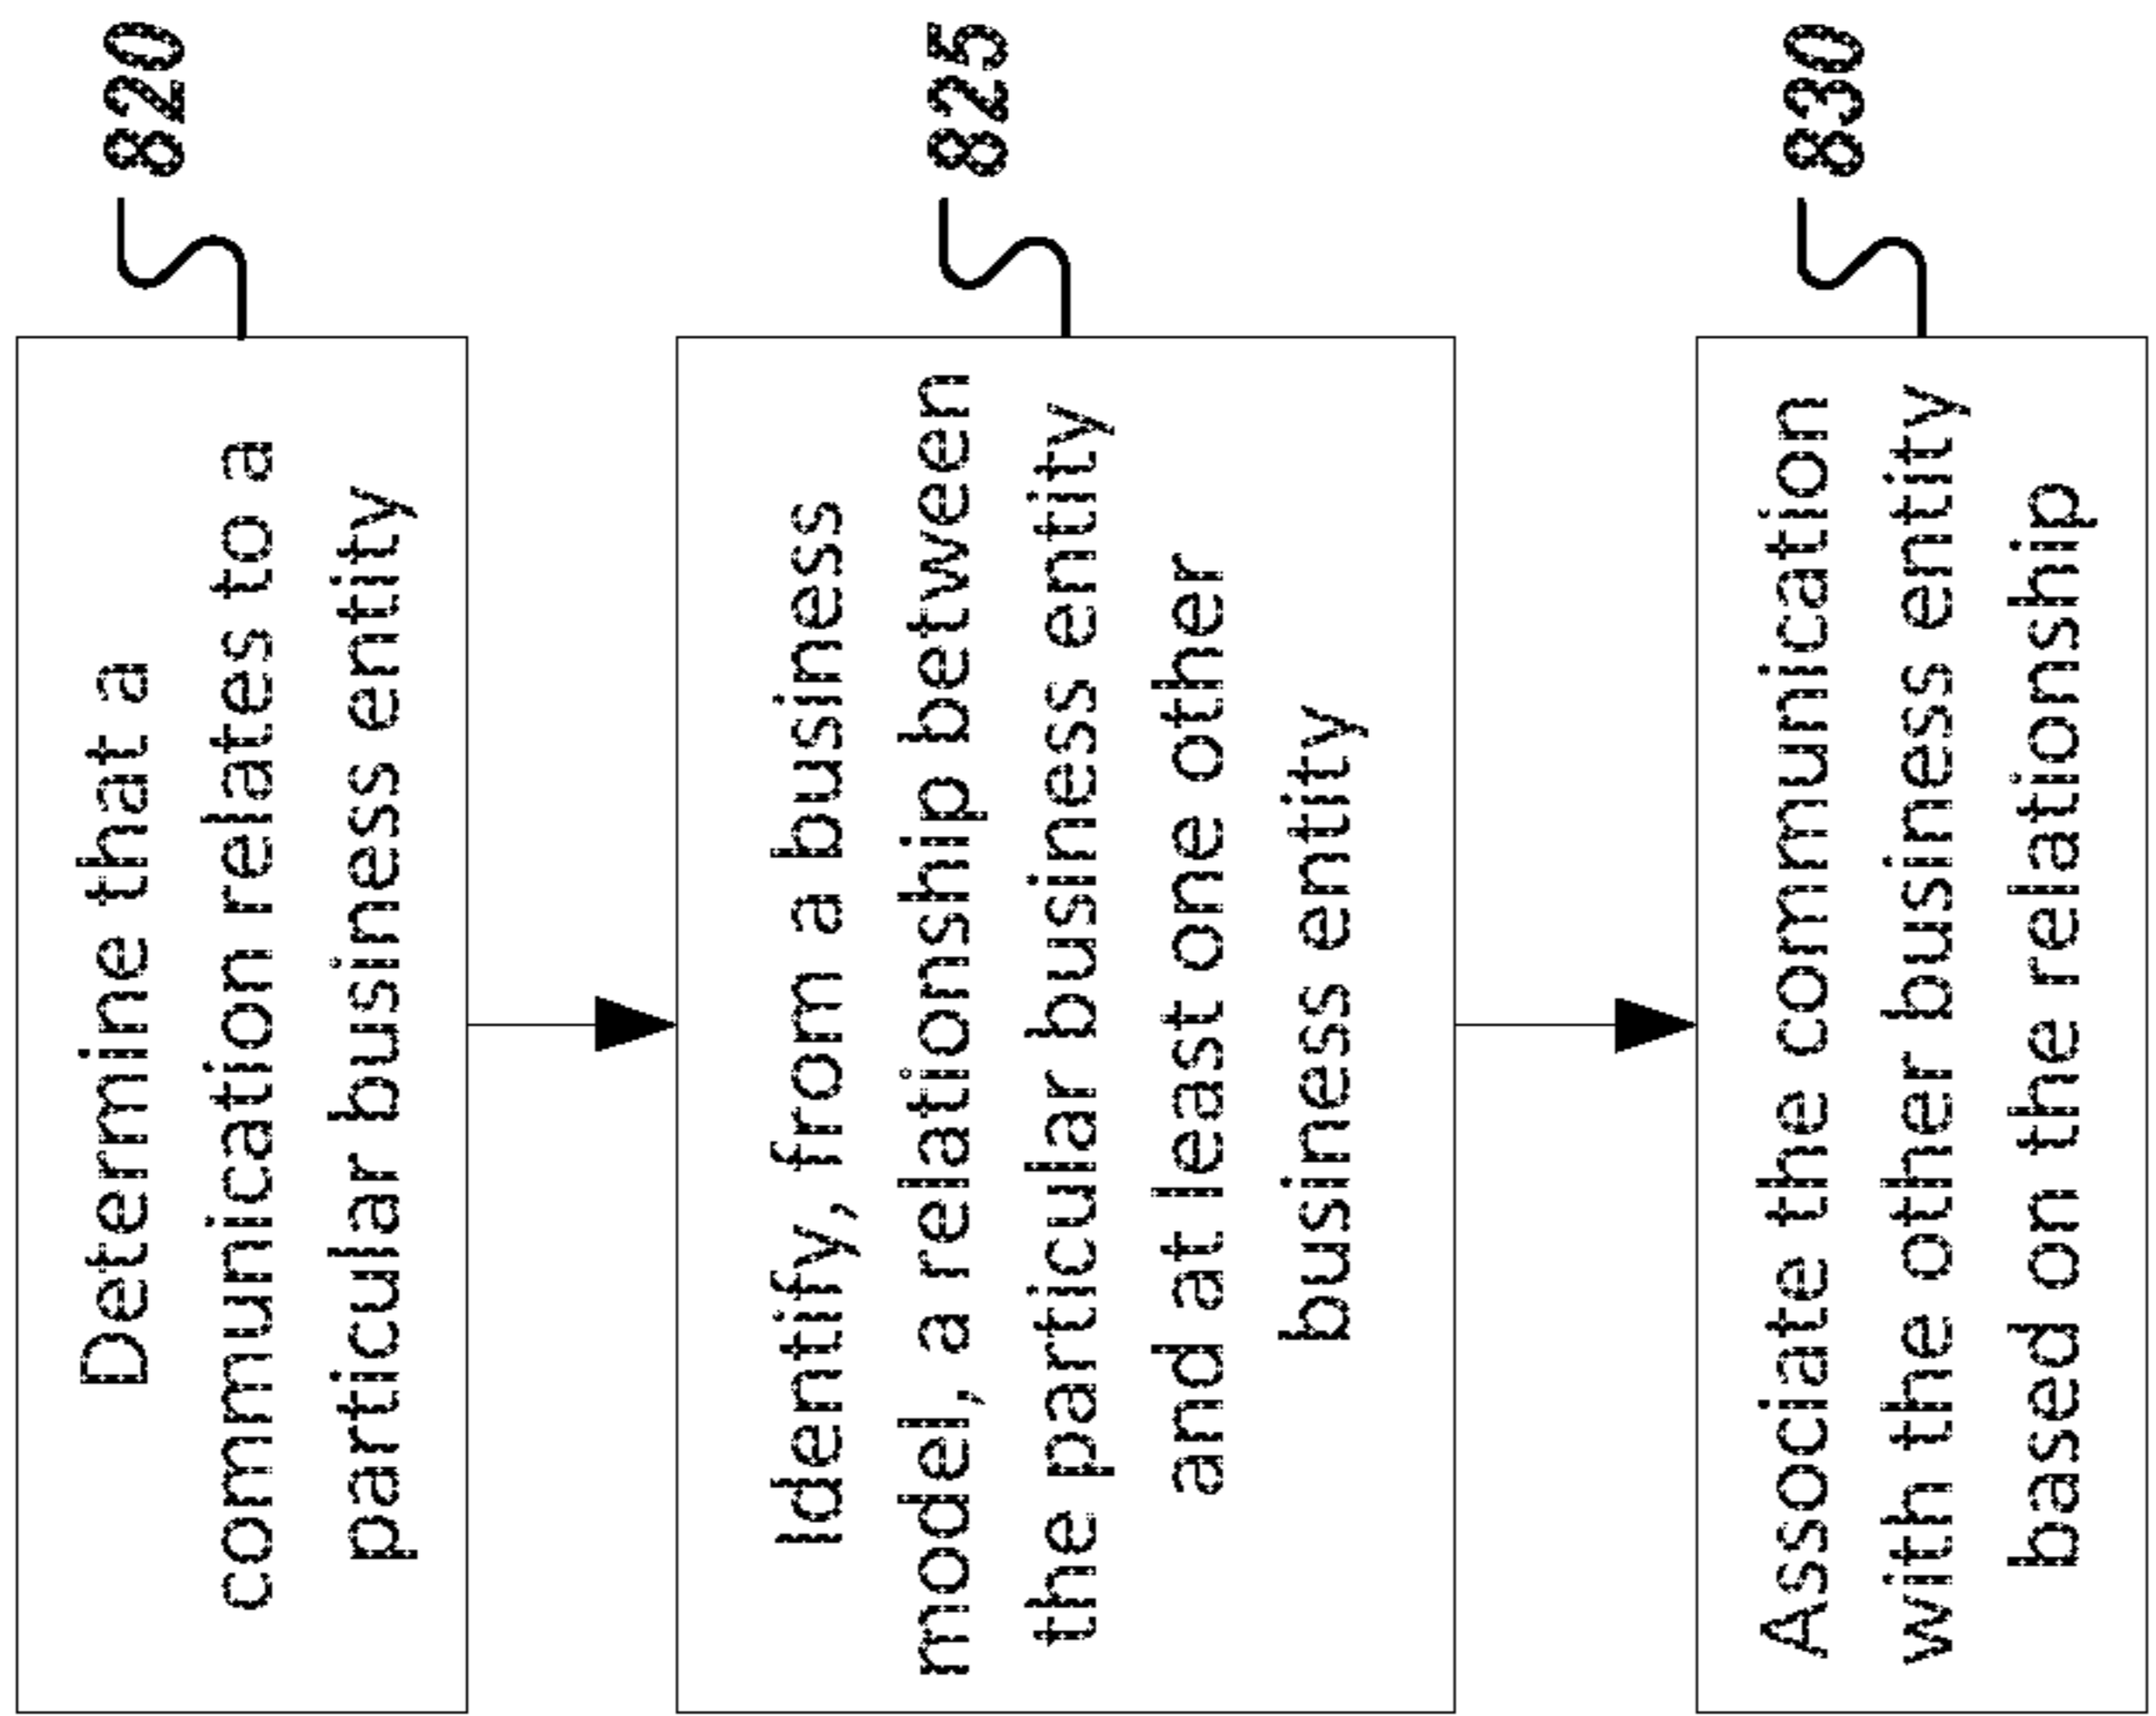 Determine that a
communication relates to a
particular business entity
820
Identify, from a business
model, a relationship between
the particular business entity
and at least one other
business entity
825
Associate the communication
with the other business entity
based on the relationship
830